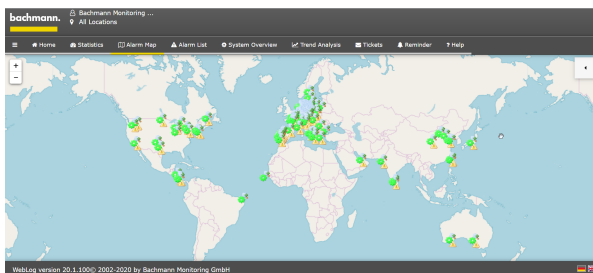 bachmann.
Bachmann Monitoring ...
All Locations
Home
Statistics
Alarm Map
Alarm List
System Overview
Trend Analysis
Tickets
Reminder
? Help
+
−
WebLog version 20.1.100© 2002-2020 by Bachmann Monitoring GmbH